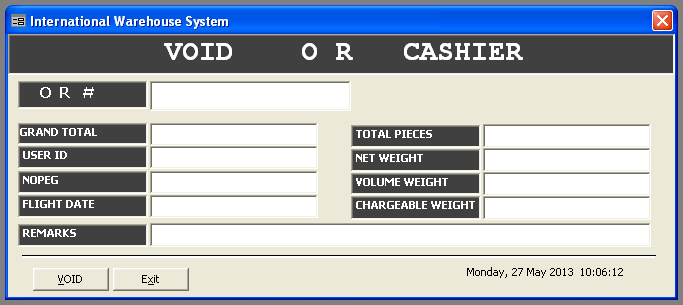 International Warehouse System
VOID O R CASHIER
O R #
GRAND TOTAL
USER ID
NOPEG
FLIGHT DATE
TOTAL PIECES
NET WEIGHT
VOLUME WEIGHT
CHARGEABLE WEIGHT
REMARKS
VOID Exit Monday, 27 May 2013 10:06:12